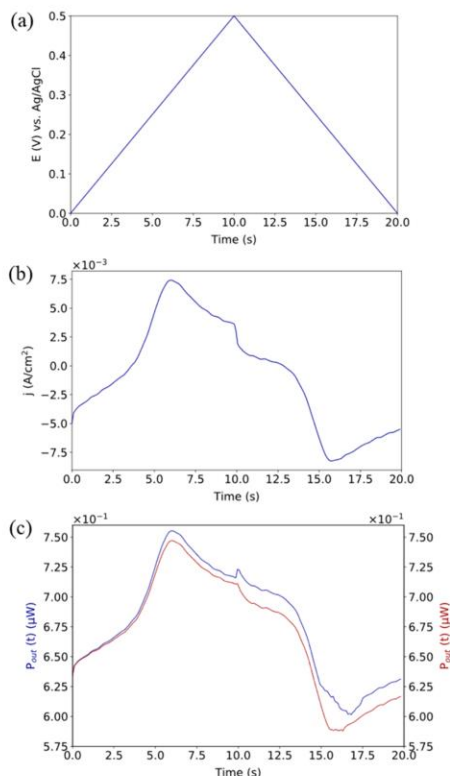 (a)
0.5
0.4
0.3
0.2
0.1
0.0
E (V) vs. Ag/AgCl
0.0 2.5 5.0 7.5 10.0 12.5 15.0 17.5 20.0
Time (s)
(b)
×10⁻³
7.5
5.0
2.5
0.0
−2.5
−5.0
−7.5
j (A/cm²)
0.0 2.5 5.0 7.5 10.0 12.5 15.0 17.5 20.0
Time (s)
(c)
×10⁻¹ ×10⁻¹
7.50 7.50
7.25 7.25
7.00 7.00
6.75 6.75
6.50 6.50
6.25 6.25
6.00 6.00
5.75 5.75
P_out (t) (µW)
P_out (t) (µW)
0.0 2.5 5.0 7.5 10.0 12.5 15.0 17.5 20.0
Time (s)